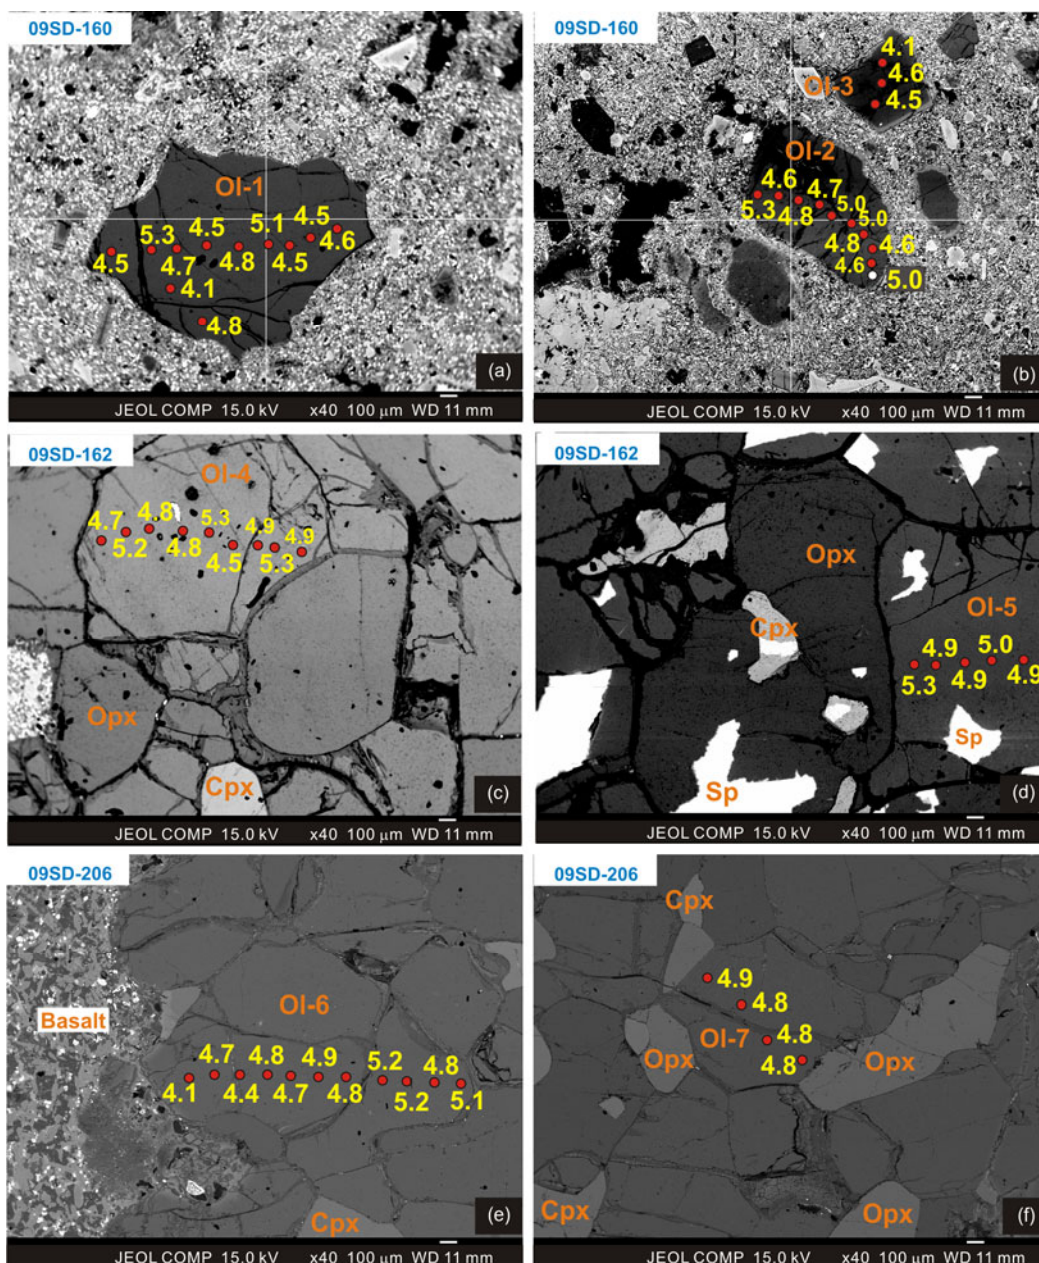 09SD-160
Ol-1
4.5 5.1 4.5
5.3 4.6
4.5 4.7 4.8 4.5
4.1
4.8
(a)
JEOL COMP 15.0 kV x40 100 μm WD 11 mm
09SD-160
4.1
Ol-3 4.6
4.5
Ol-2
4.6 4.7
5.0
5.3 4.8 5.0
4.8 4.6
4.6
5.0
(b)
JEOL COMP 15.0 kV x40 100 μm WD 11 mm
09SD-162
Ol-4
4.7 4.8 5.3 4.9 4.9
5.2 4.8 4.5 5.3
Opx
Cpx
(c)
JEOL COMP 15.0 kV x40 100 μm WD 11 mm
09SD-162
Opx
Ol-5
Cpx
4.9 5.0
5.3 4.9 4.9
Sp
Sp
(d)
JEOL COMP 15.0 kV x40 100 μm WD 11 mm
09SD-206
Ol-6
Basalt
4.7 4.8 4.9 5.2 4.8
4.1 4.4 4.7 4.8 5.2 5.1
Cpx
(e)
JEOL COMP 15.0 kV x40 100 μm WD 11 mm
09SD-206
Cpx
4.9
4.8
Ol-7 4.8
Opx 4.8 Opx
Cpx
Opx
(f)
JEOL COMP 15.0 kV x40 100 μm WD 11 mm